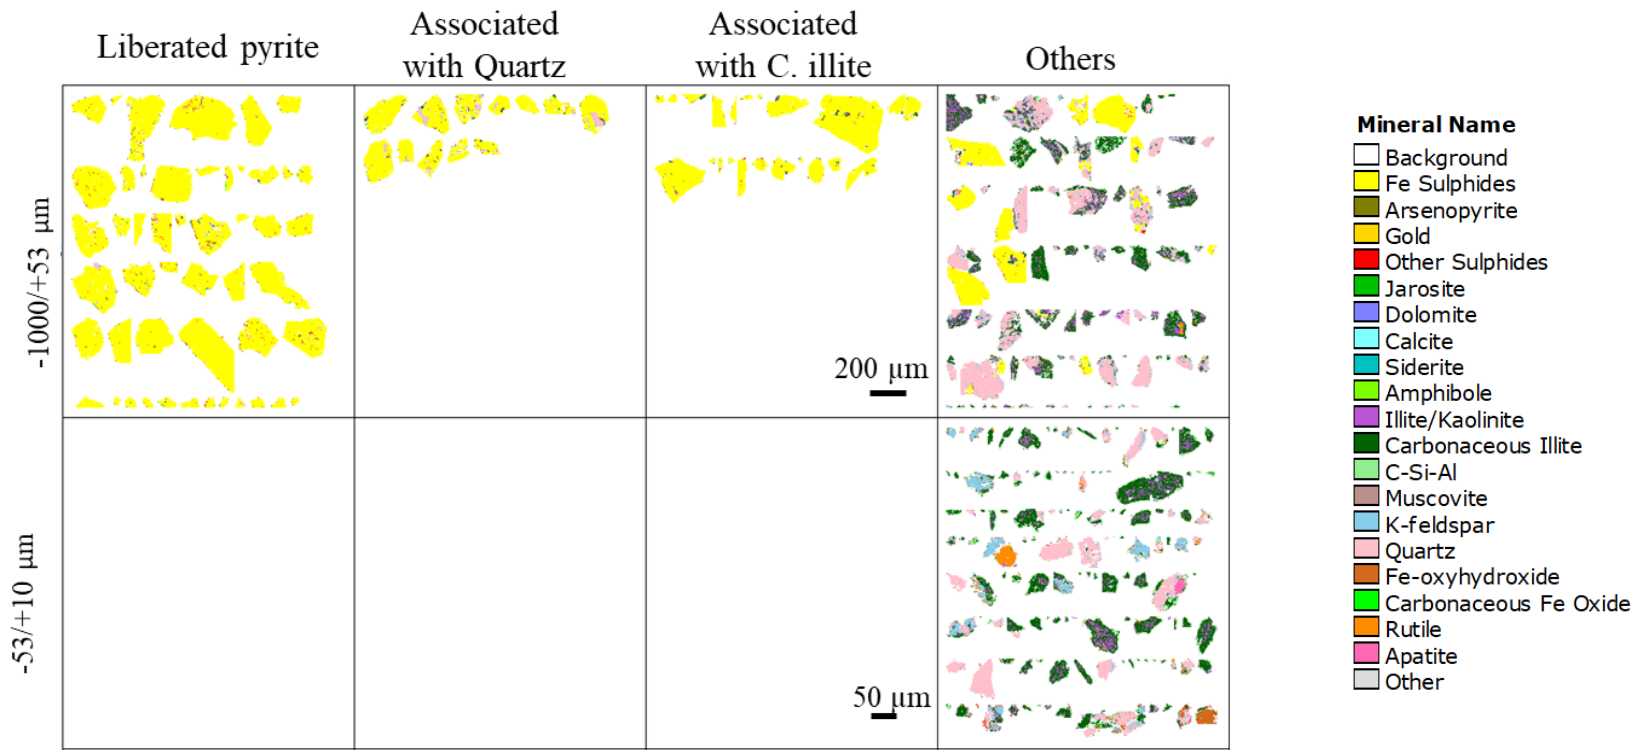 Liberated pyrite
Associated
with Quartz
Associated
with C. illite
Others
-1000/+53 μm
200 μm
-53/+10 μm
50 μm
Mineral Name
Background
Fe Sulphides
Arsenopyrite
Gold
Other Sulphides
Jarosite
Dolomite
Calcite
Siderite
Amphibole
Illite/Kaolinite
Carbonaceous Illite
C-Si-Al
Muscovite
K-feldspar
Quartz
Fe-oxyhydroxide
Carbonaceous Fe Oxide
Rutile
Apatite
Other